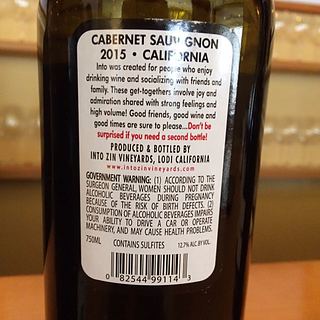 CABERNET SAUVIGNON
2015 • CALIFORNIA
Into was created for people who enjoy
drinking wine and socializing with friends and
family. These get-togethers involve joy and
admiration shared with strong feelings and
high volume! Good friends, good wine and
good times are sure to please...Don't be
surprised if you need a second bottle!
PRODUCED & BOTTLED BY
INTO ZIN VINEYARDS, LODI CALIFORNIA
www.intozinvineyards.com
GOVERNMENT WARNING: (1) ACCORDING TO THE
SURGEON GENERAL, WOMEN SHOULD NOT DRINK
ALCOHOLIC BEVERAGES DURING PREGNANCY
BECAUSE OF THE RISK OF BIRTH DEFECTS. (2)
CONSUMPTION OF ALCOHOLIC BEVERAGES IMPAIRS
YOUR ABILITY TO DRIVE A CAR OR OPERATE
MACHINERY, AND MAY CAUSE HEALTH PROBLEMS.
750ML CONTAINS SULFITES 12.7% ALC BY VOL.
0 82544 99114 3